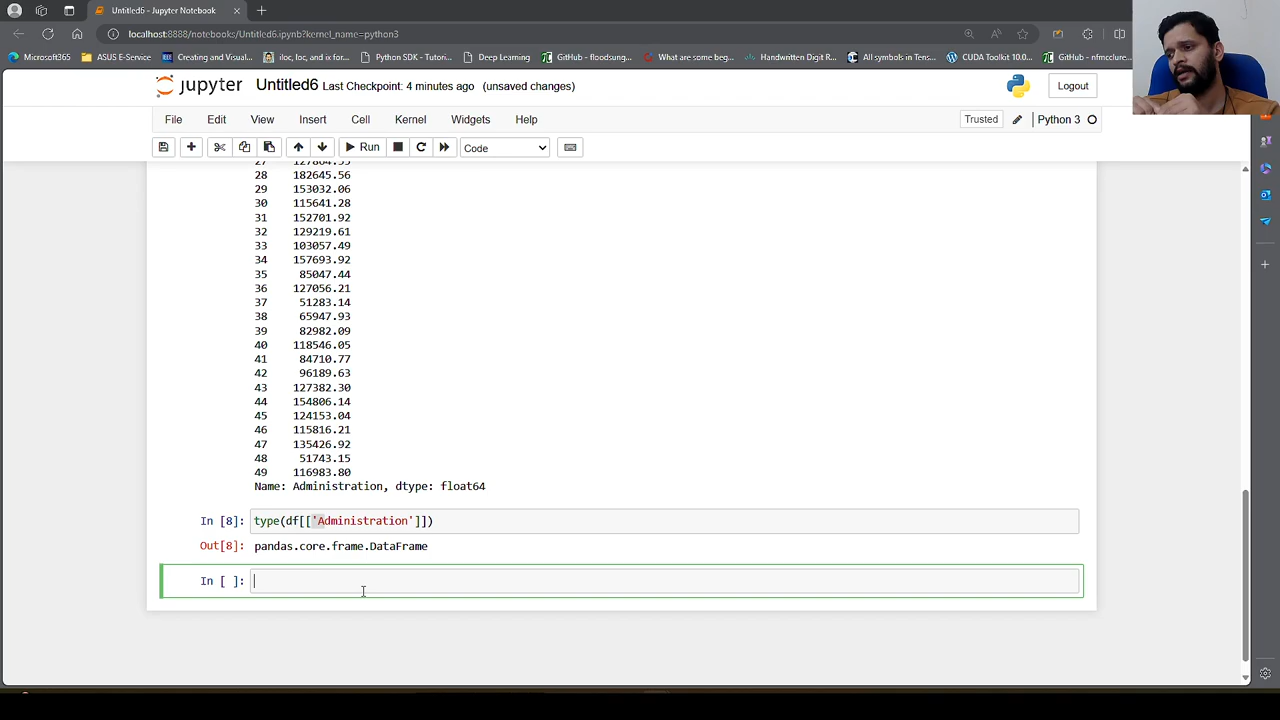 Untitled6 - Jupyter Notebook
localhost:8888/notebooks/Untitled6.ipynb?kernel_name=python3
Microsoft365 ASUS E-Service Creating and Visual... iloc, loc, and ix for... Python SDK - Tutori... Deep Learning GitHub - floodsung... What are some beg... Handwritten Digit R... All symbols in Tens... CUDA Toolkit 10.0... GitHub - nfmcclure...
jupyter Untitled6 Last Checkpoint: 4 minutes ago (unsaved changes) Logout
File Edit View Insert Cell Kernel Widgets Help Trusted Python 3
Run Code
27 127864.55
28 182645.56
29 153032.06
30 115641.28
31 152701.92
32 129219.61
33 103057.49
34 157693.92
35 85047.44
36 127056.21
37 51283.14
38 65947.93
39 82982.09
40 118546.05
41 84710.77
42 96189.63
43 127382.30
44 154806.14
45 124153.04
46 115816.21
47 135426.92
48 51743.15
49 116983.80
Name: Administration, dtype: float64
In [8]: type(df[['Administration']])
Out[8]: pandas.core.frame.DataFrame
In [ ]: